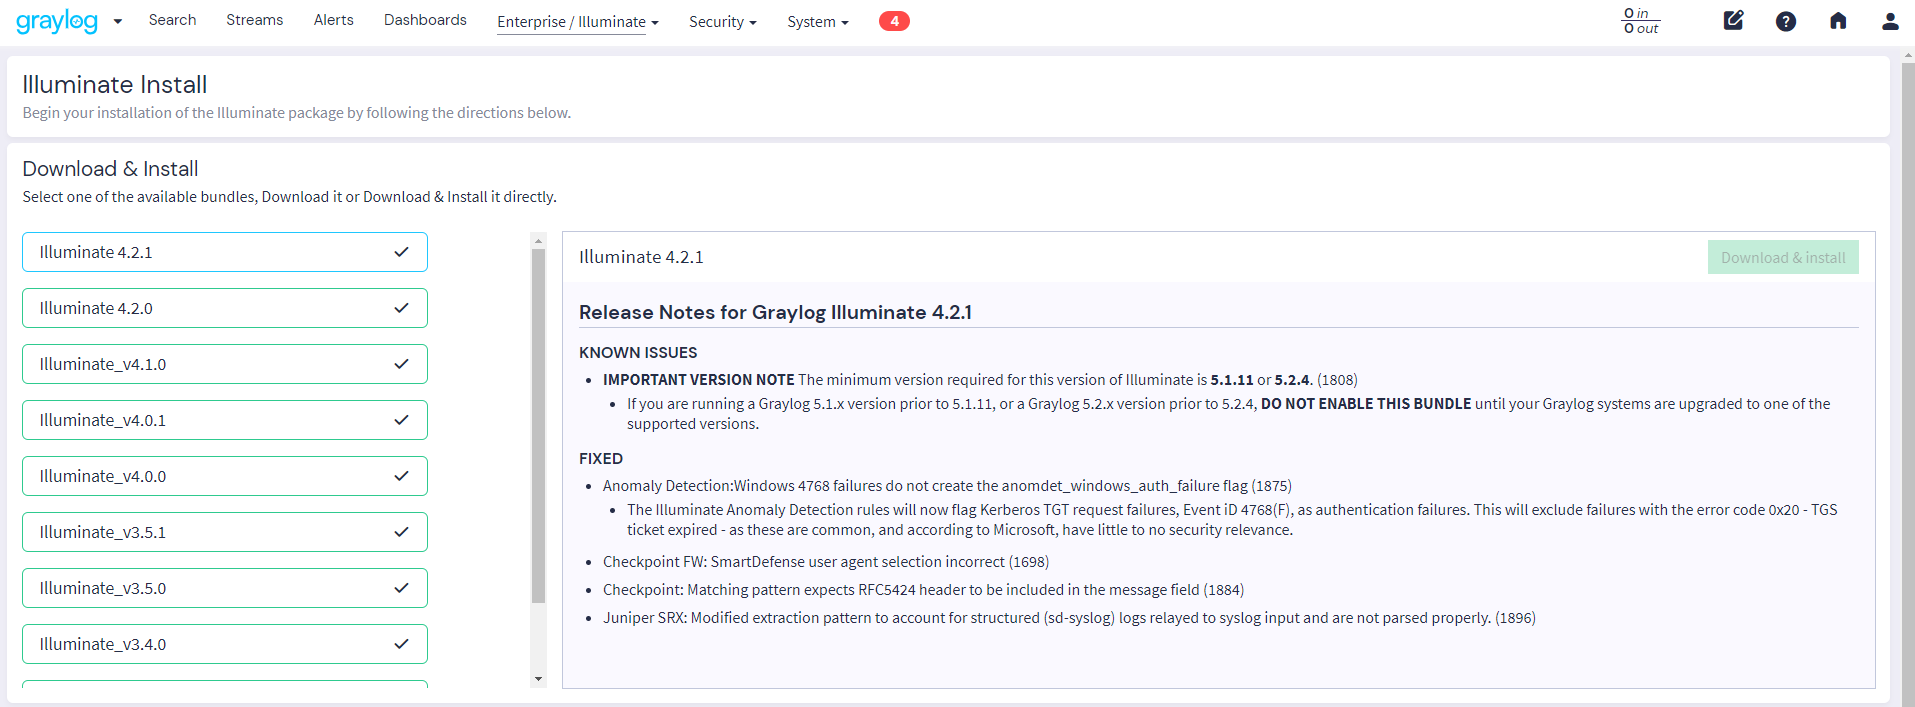 graylog Search Streams Alerts Dashboards Enterprise / Illuminate Security System 4 0 in
0 out
Illuminate Install
Begin your installation of the Illuminate package by following the directions below.
Download & Install
Select one of the available bundles, Download it or Download & Install it directly.
Illuminate 4.2.1
Illuminate 4.2.0
Illuminate_v4.1.0
Illuminate_v4.0.1
Illuminate_v4.0.0
Illuminate_v3.5.1
Illuminate_v3.5.0
Illuminate_v3.4.0
Illuminate 4.2.1 Download & install
Release Notes for Graylog Illuminate 4.2.1
KNOWN ISSUES
IMPORTANT VERSION NOTE The minimum version required for this version of Illuminate is 5.1.11 or 5.2.4. (1808)
If you are running a Graylog 5.1.x version prior to 5.1.11, or a Graylog 5.2.x version prior to 5.2.4, DO NOT ENABLE THIS BUNDLE until your Graylog systems are upgraded to one of the
supported versions.
FIXED
Anomaly Detection:Windows 4768 failures do not create the anomdet_windows_auth_failure flag (1875)
The Illuminate Anomaly Detection rules will now flag Kerberos TGT request failures, Event iD 4768(F), as authentication failures. This will exclude failures with the error code 0x20 - TGS
ticket expired - as these are common, and according to Microsoft, have little to no security relevance.
Checkpoint FW: SmartDefense user agent selection incorrect (1698)
Checkpoint: Matching pattern expects RFC5424 header to be included in the message field (1884)
Juniper SRX: Modified extraction pattern to account for structured (sd-syslog) logs relayed to syslog input and are not parsed properly. (1896)